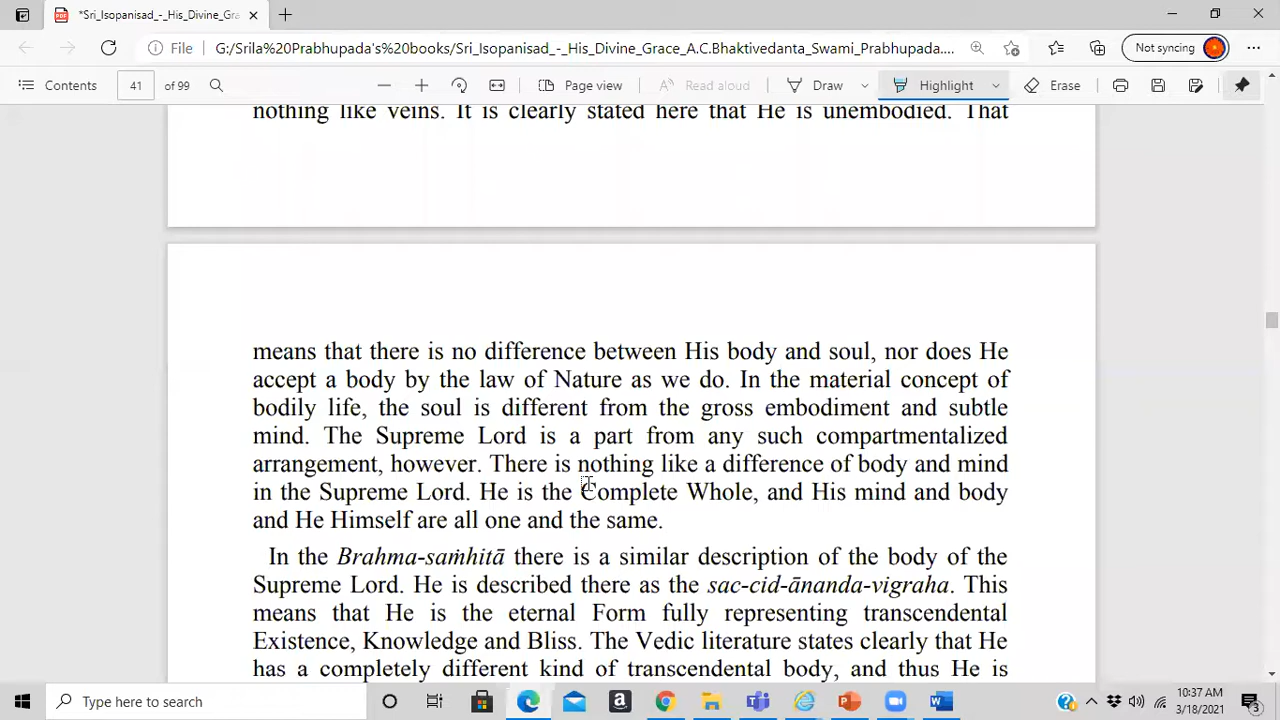 *Sri_Isopanisad_-_His_Divine_Gra
File
G:/Srila%20Prabhupada's%20books/Sri_Isopanisad_-_His_Divine_Grace_A.C.Bhaktivedanta_Swami_Prabhupada....
Not syncing
Contents
41
of 99
Page view
Read aloud
Draw
Highlight
Erase
nothing like veins. It is clearly stated here that He is unembodied. That
means that there is no difference between His body and soul, nor does He
accept a body by the law of Nature as we do. In the material concept of
bodily life, the soul is different from the gross embodiment and subtle
mind. The Supreme Lord is a part from any such compartmentalized
arrangement, however. There is nothing like a difference of body and mind
in the Supreme Lord. He is the Complete Whole, and His mind and body
and He Himself are all one and the same.
In the Brahma-saṁhitā there is a similar description of the body of the
Supreme Lord. He is described there as the sac-cid-ānanda-vigraha. This
means that He is the eternal Form fully representing transcendental
Existence, Knowledge and Bliss. The Vedic literature states clearly that He
has a completely different kind of transcendental body, and thus He is
Type here to search
10:37 AM
3/18/2021
3